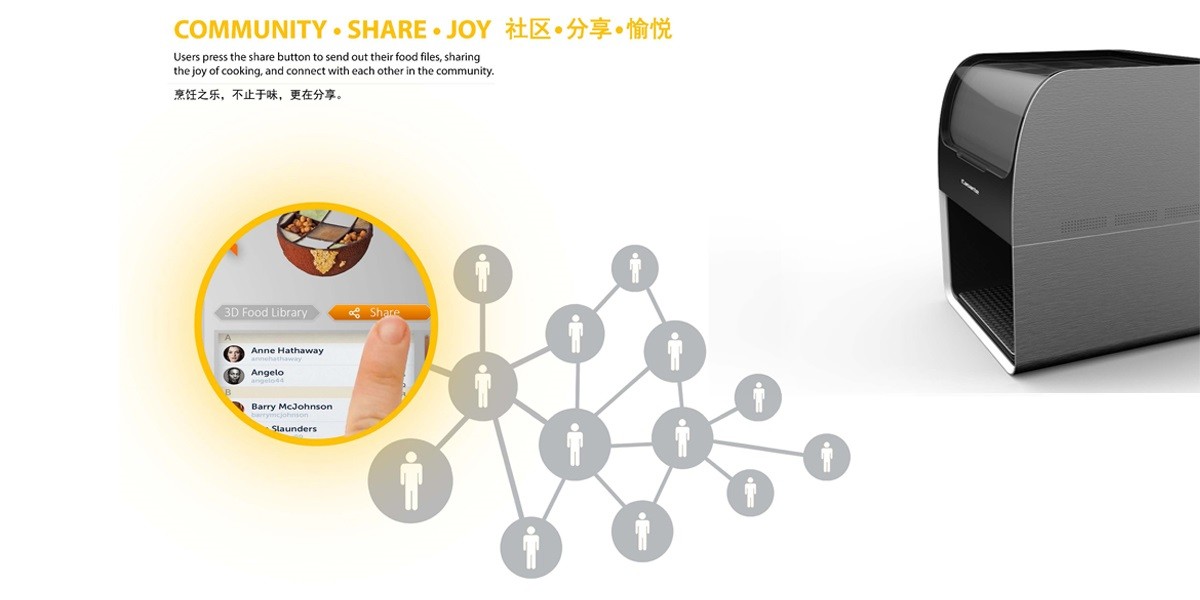 COMMUNITY • SHARE • JOY 社区•分享•愉悦
Users press the share button to send out their food files, sharing
the joy of cooking, and connect with each other in the community.
烹饪之乐，不止于味，更在分享。
3D Food Library
Share
A
Anne Hathaway
annehathaway
Angelo
angelo44
B
Barry McJohnson
barrymcjohnson
Slaunders